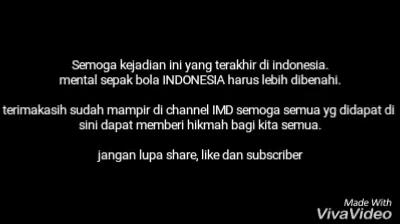 Semoga kejadian ini yang terakhir di indonesia.
mental sepak bola INDONESIA harus lebih dibenahi.
terimakasih sudah mampir di channel IMD semoga semua yg didapat di
sini dapat memberi hikmah bagi kita semua.
jangan lupa share, like dan subscriber
Made With
VivaVideo